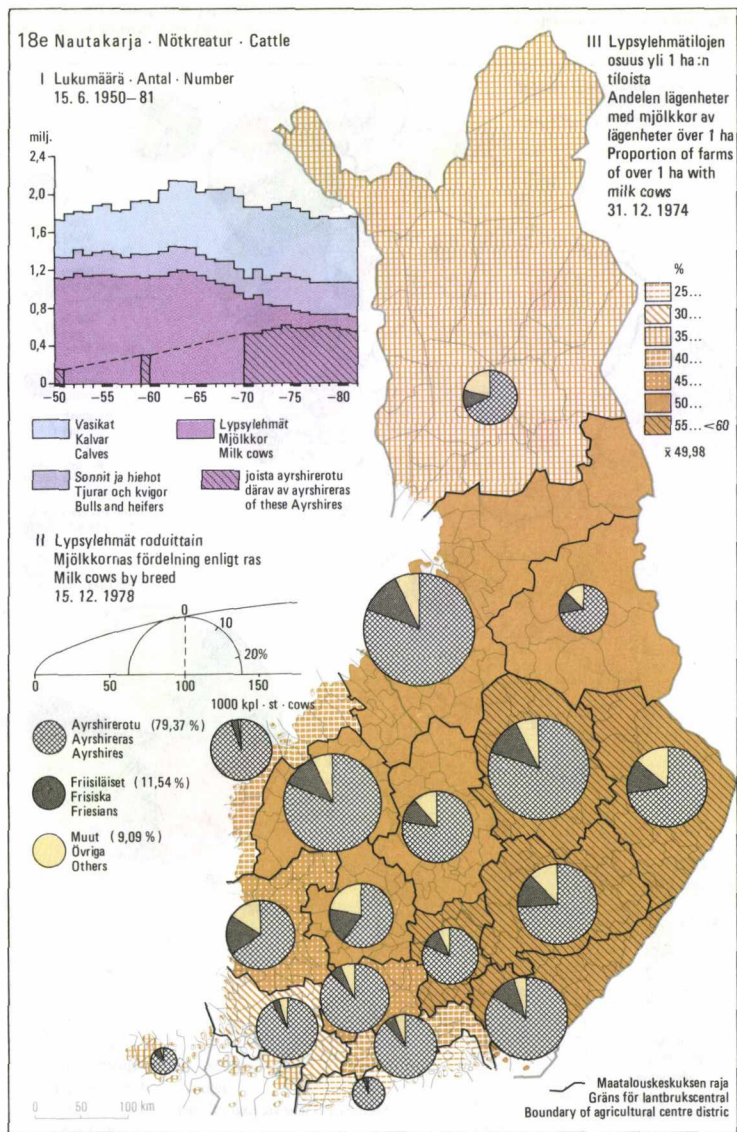 18e Nautakarja · Nötkreatur · Cattle
I Lukumäärä · Antal · Number
15. 6. 1950–81
milj.
2,4
2,0
1,6
1,2
0,8
0,4
0
–50 –55 –60 –65 –70 –75 –80
Vasikat
Kalvar
Calves
Lypsylehmät
Mjölkkor
Milk cows
Sonnit ja hiehot
Tjurar och kvigor
Bulls and heifers
joista ayrshirerotu
därav av ayrshireras
of these Ayrshires
II Lypsylehmät roduittain
Mjölkkornas fördelning enligt ras
Milk cows by breed
15. 12. 1978
0
10
20%
0 50 100 150
1000 kpl · st · cows
Ayrshirerotu (79,37 %)
Ayrshireras
Ayrshires
Friisiläiset (11,54 %)
Frisiska
Friesians
Muut (9,09 %)
Övriga
Others
III Lypsylehmätilojen
osuus yli 1 ha:n
tiloista
Andelen lägenheter
med mjölkkor av
lägenheter över 1 ha
Proportion of farms
of over 1 ha with
milk cows
31. 12. 1974
%
25...
30...
35...
40...
45...
50...
55...<60
x̄ 49,98
0 50 100 km
Maatalouskeskuksen raja
Gräns för lantbrukscentral
Boundary of agricultural centre distric